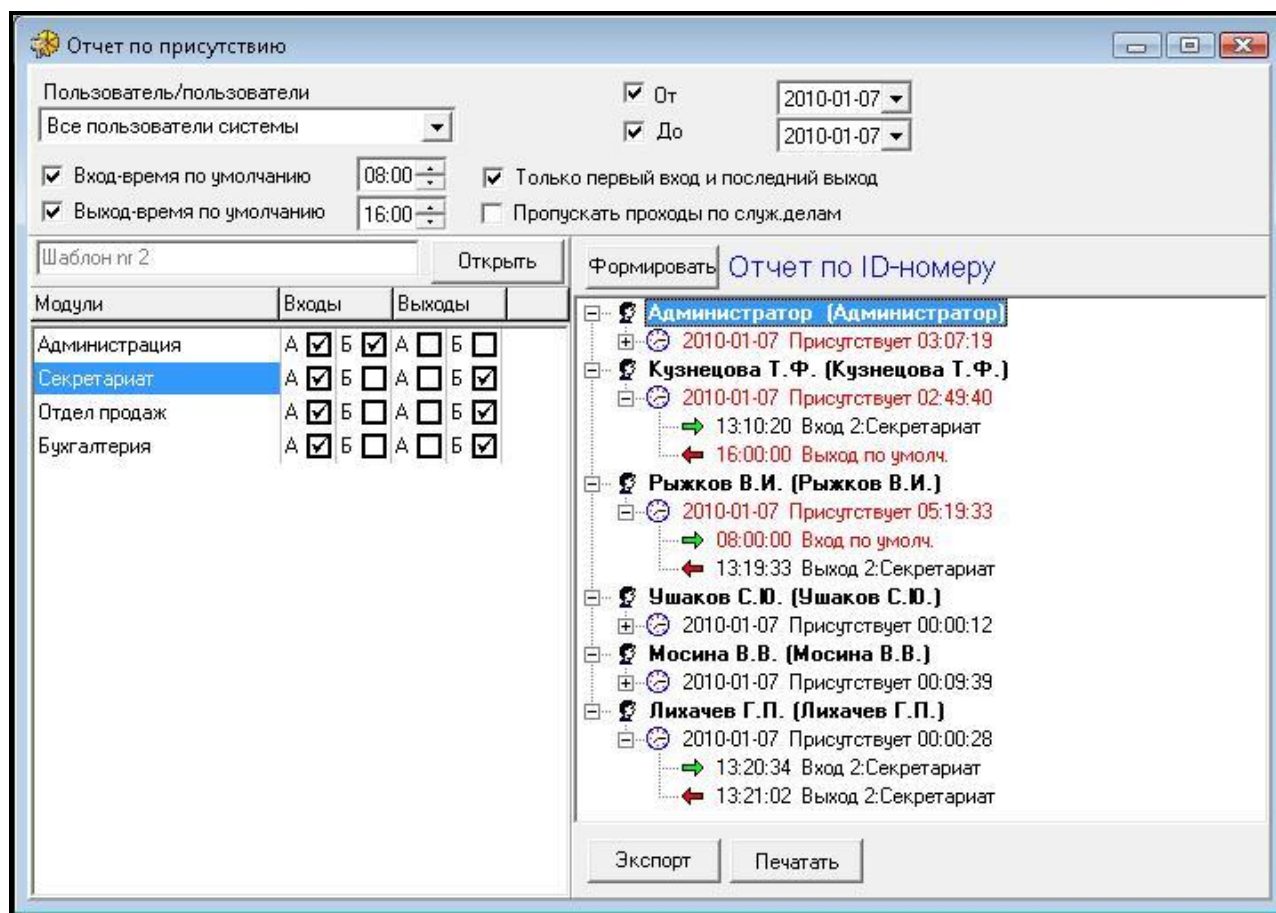 Отчет по присутствию
Пользователь/пользователи
Все пользователи системы
От 2010-01-07
До 2010-01-07
Вход-время по умолчанию 08:00 Только первый вход и последний выход
Выход-время по умолчанию 16:00 Пропускать проходы по служ.делам
Шаблон nr 2 Открыть
Модули Входы Выходы
Администрация А Б А Б
Секретариат А Б А Б
Отдел продаж А Б А Б
Бухгалтерия А Б А Б
Формировать Отчет по ID-номеру
Администратор (Администратор)
2010-01-07 Присутствует 03:07:19
Кузнецова Т.Ф. (Кузнецова Т.Ф.)
2010-01-07 Присутствует 02:49:40
13:10:20 Вход 2:Секретариат
16:00:00 Выход по умолч.
Рыжков В.И. (Рыжков В.И.)
2010-01-07 Присутствует 05:19:33
08:00:00 Вход по умолч.
13:19:33 Выход 2:Секретариат
Ушаков С.Ю. (Ушаков С.Ю.)
2010-01-07 Присутствует 00:00:12
Мосина В.В. (Мосина В.В.)
2010-01-07 Присутствует 00:09:39
Лихачев Г.П. (Лихачев Г.П.)
2010-01-07 Присутствует 00:00:28
13:20:34 Вход 2:Секретариат
13:21:02 Выход 2:Секретариат
Экспорт Печатать